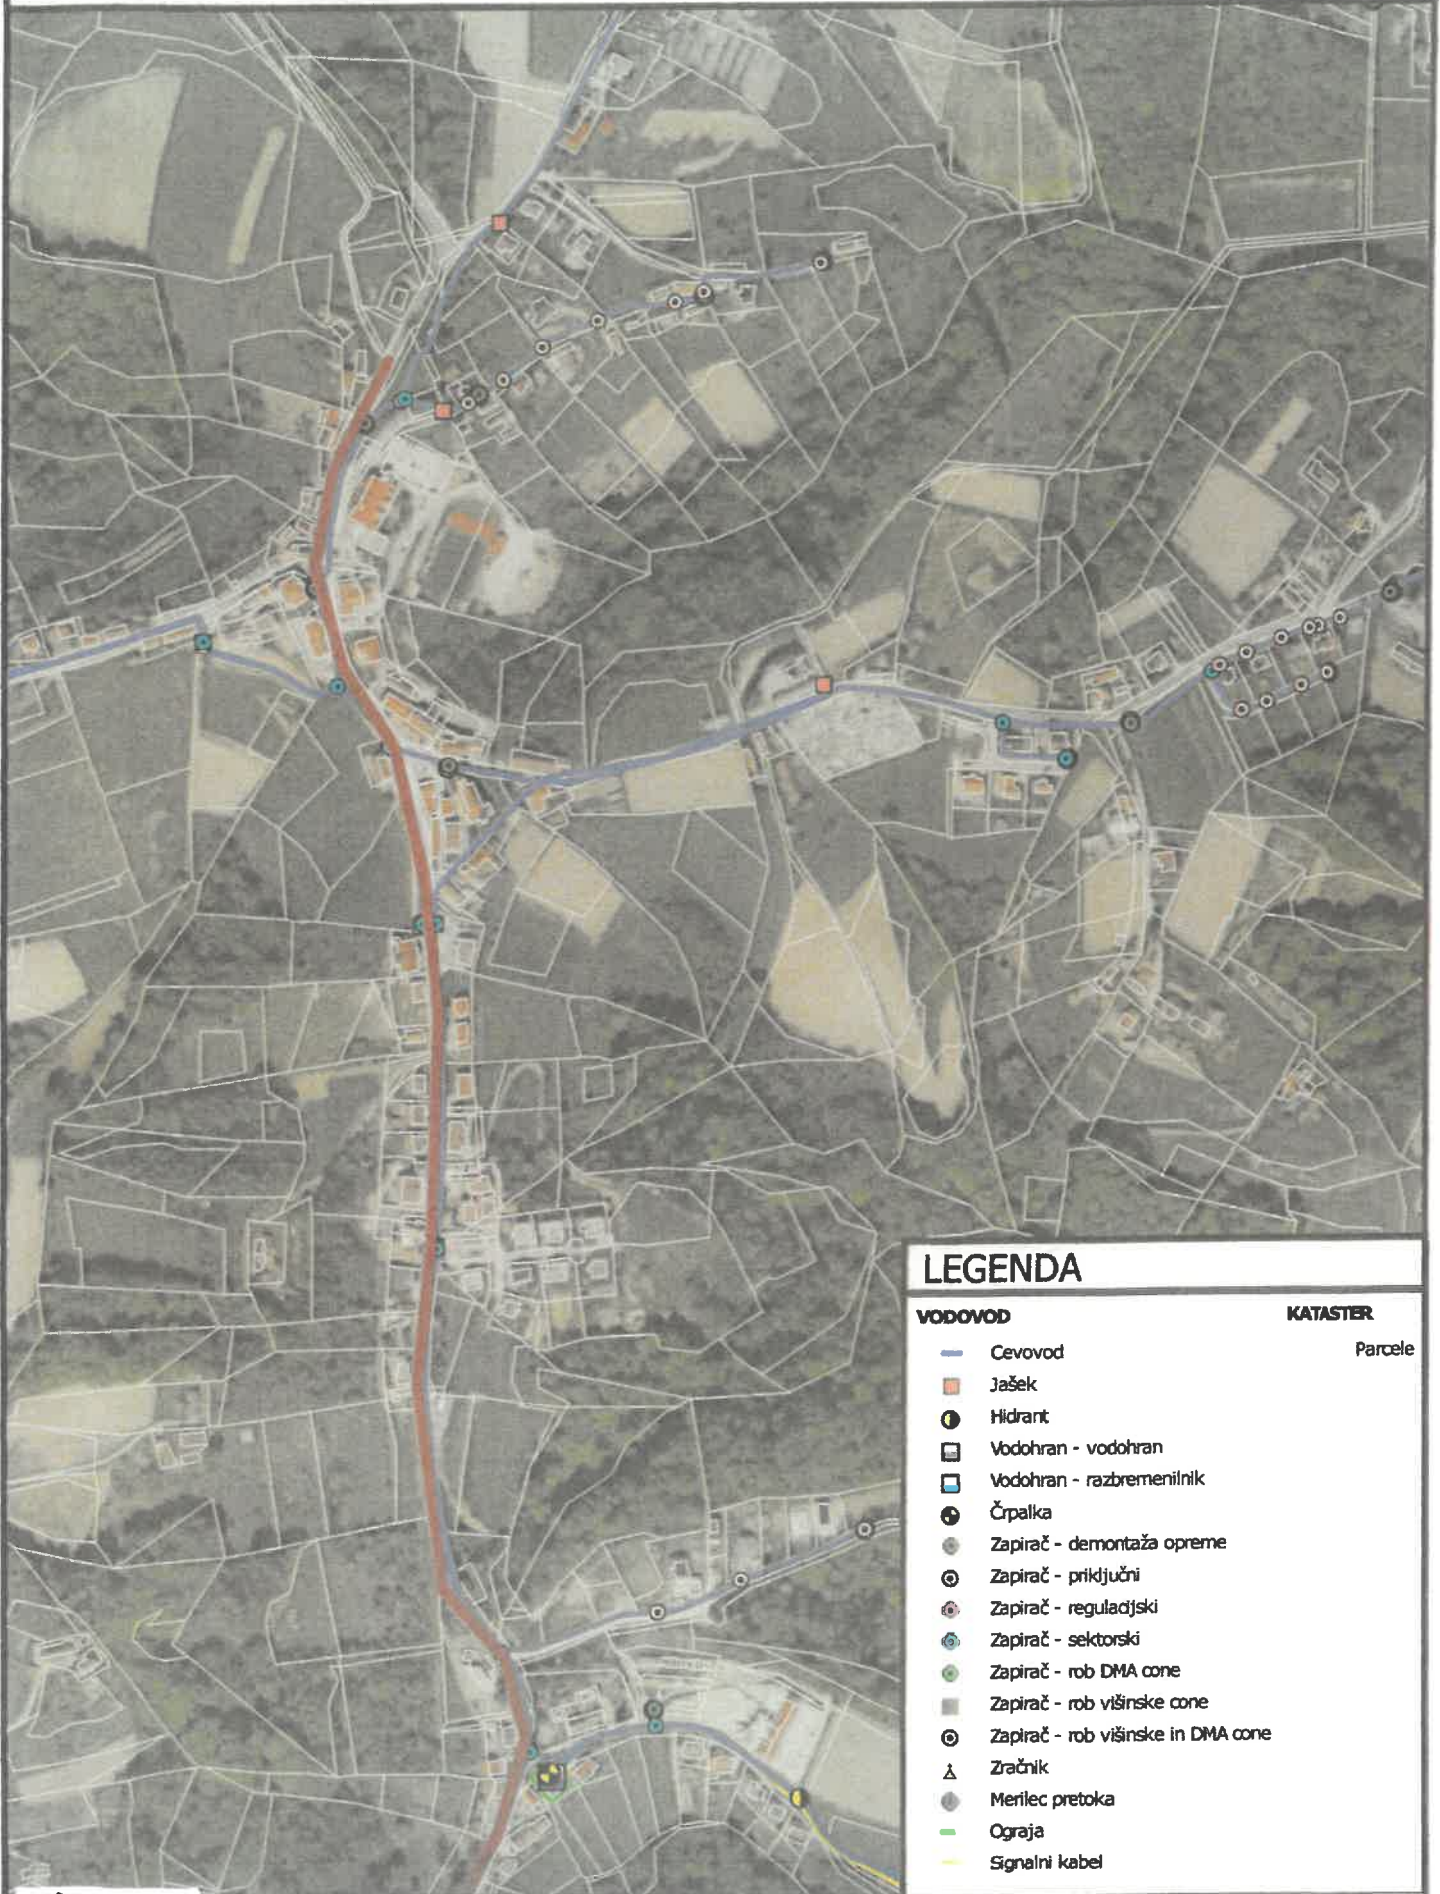 LEGENDA
VODOVOD
KATASTER
Cevovod
Parcele
Jašek
Hidrant
Vodohran - vodohran
Vodohran - razbremenilnik
Črpalka
Zapirač - demontaža opreme
Zapirač - priključni
Zapirač - regulacijski
Zapirač - sektorski
Zapirač - rob DMA cone
Zapirač - rob višinske cone
Zapirač - rob višinske in DMA cone
Zračnik
Merilec pretoka
Ograja
Signalni kabel